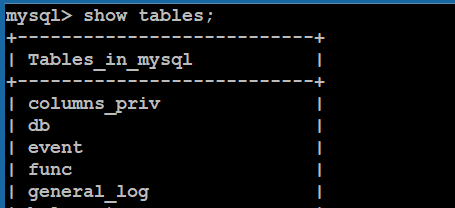 mysql> show tables;
+---------------------------+
| Tables_in_mysql           |
+---------------------------+
| columns_priv              |
| db                        |
| event                     |
| func                      |
| general_log               |